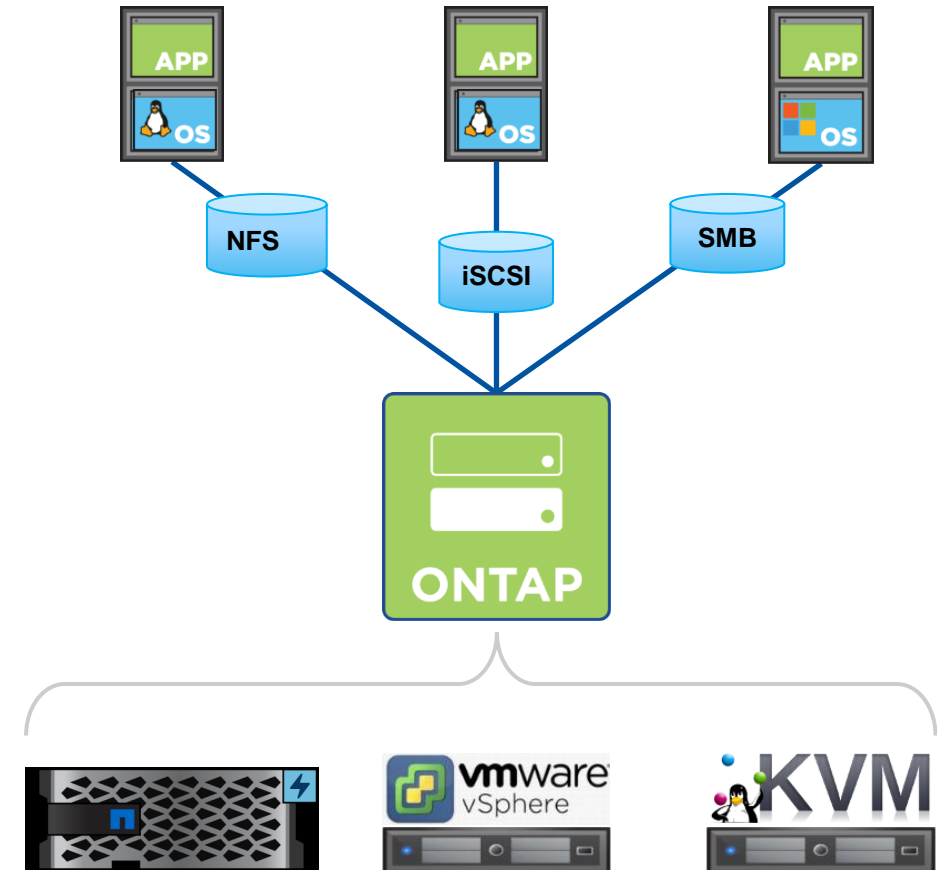 APP
OS
APP
OS
APP
OS
NFS
iSCSI
SMB
ONTAP
vmware
vSphere
KVM